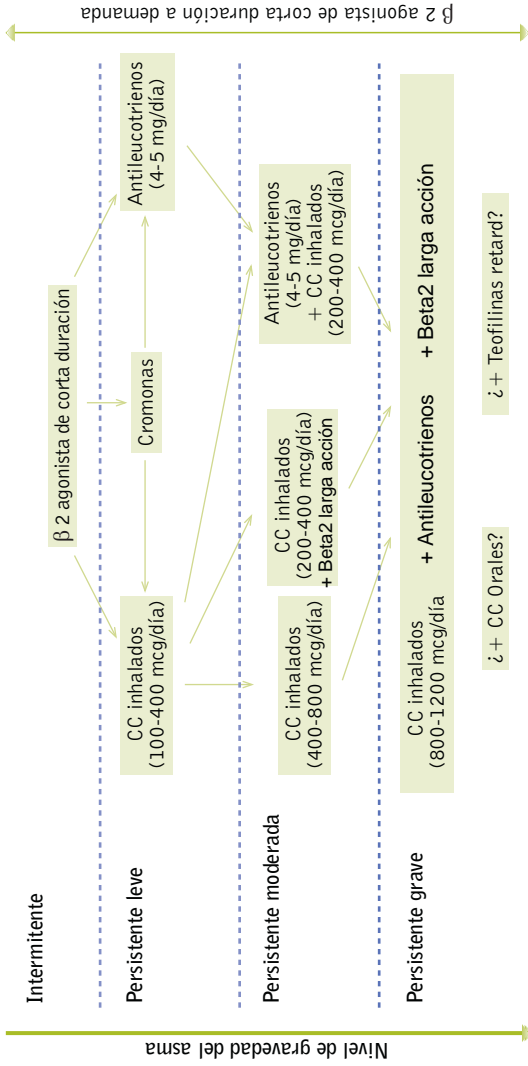 Nivel de gravedad del asma
Intermitente
β 2 agonista de corta duración
Persistente leve
CC inhalados
(100-400 mcg/día)
Cromonas
Antileucotrienos
(4-5 mg/día)
Persistente moderada
CC inhalados
(400-800 mcg/día)
CC inhalados
(200-400 mcg/día)
+ Beta2 larga acción
Antileucotrienos
(4-5 mg/día)
+ CC inhalados
(200-400 mcg/día)
Persistente grave
CC inhalados
(800-1200 mcg/día
+ Antileucotrienos
+ Beta2 larga acción
¿+ CC Orales?
¿+ Teofilinas retard?
β 2 agonista de corta duración a demanda